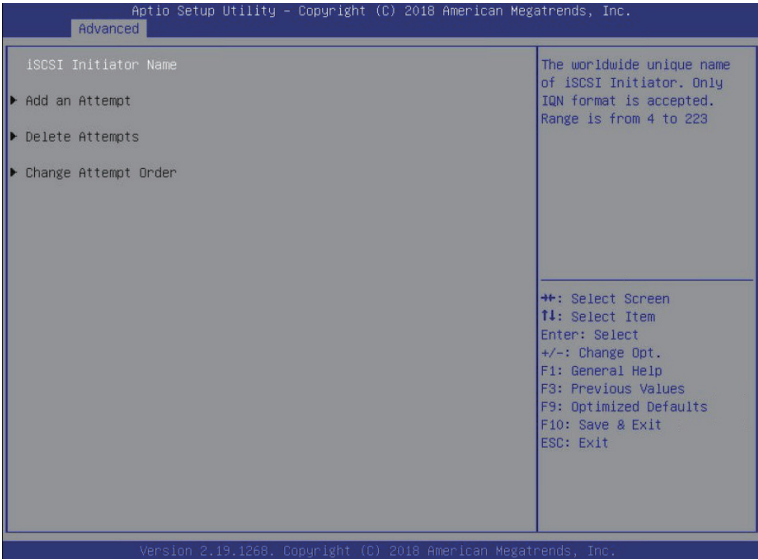 Aptio Setup Utility – Copyright (C) 2018 American Megatrends, Inc.
Advanced
iSCSI Initiator Name
▶ Add an Attempt
▶ Delete Attempts
▶ Change Attempt Order
The worldwide unique name
of iSCSI Initiator. Only
IQN format is accepted.
Range is from 4 to 223
→←: Select Screen
↑↓: Select Item
Enter: Select
+/-: Change Opt.
F1: General Help
F3: Previous Values
F9: Optimized Defaults
F10: Save & Exit
ESC: Exit
Version 2.19.1268. Copyright (C) 2018 American Megatrends, Inc.